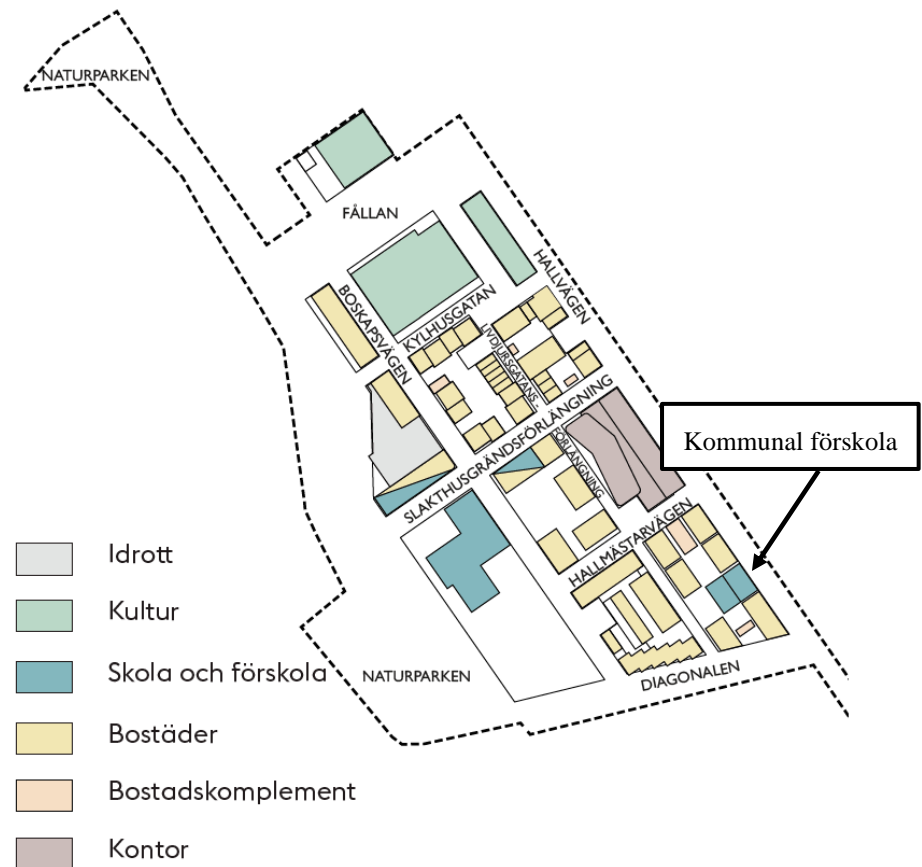 NATURPARKEN
FÅLLAN
HALLVÄGEN
BOSKAPSVÄGEN
KYLHUSGATAN
LIVDJURSGATANS
FÖRLÄNGNING
SLAKTHUSGRÄNDSFÖRLÄNGNING
Kommunal förskola
HALLMÄSTARVÄGEN
NATURPARKEN
DIAGONALEN
Idrott
Kultur
Skola och förskola
Bostäder
Bostadskomplement
Kontor